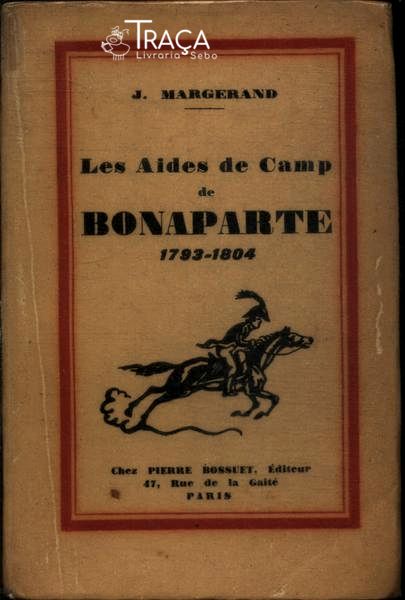 TRAÇA
Livraria Sebo
J. MARGERAND
Les Aides de Camp
de
BONAPARTE
1793-1804
Chez PIERRE BOSSUET, Éditeur
47, Rue de la Gaité
PARIS